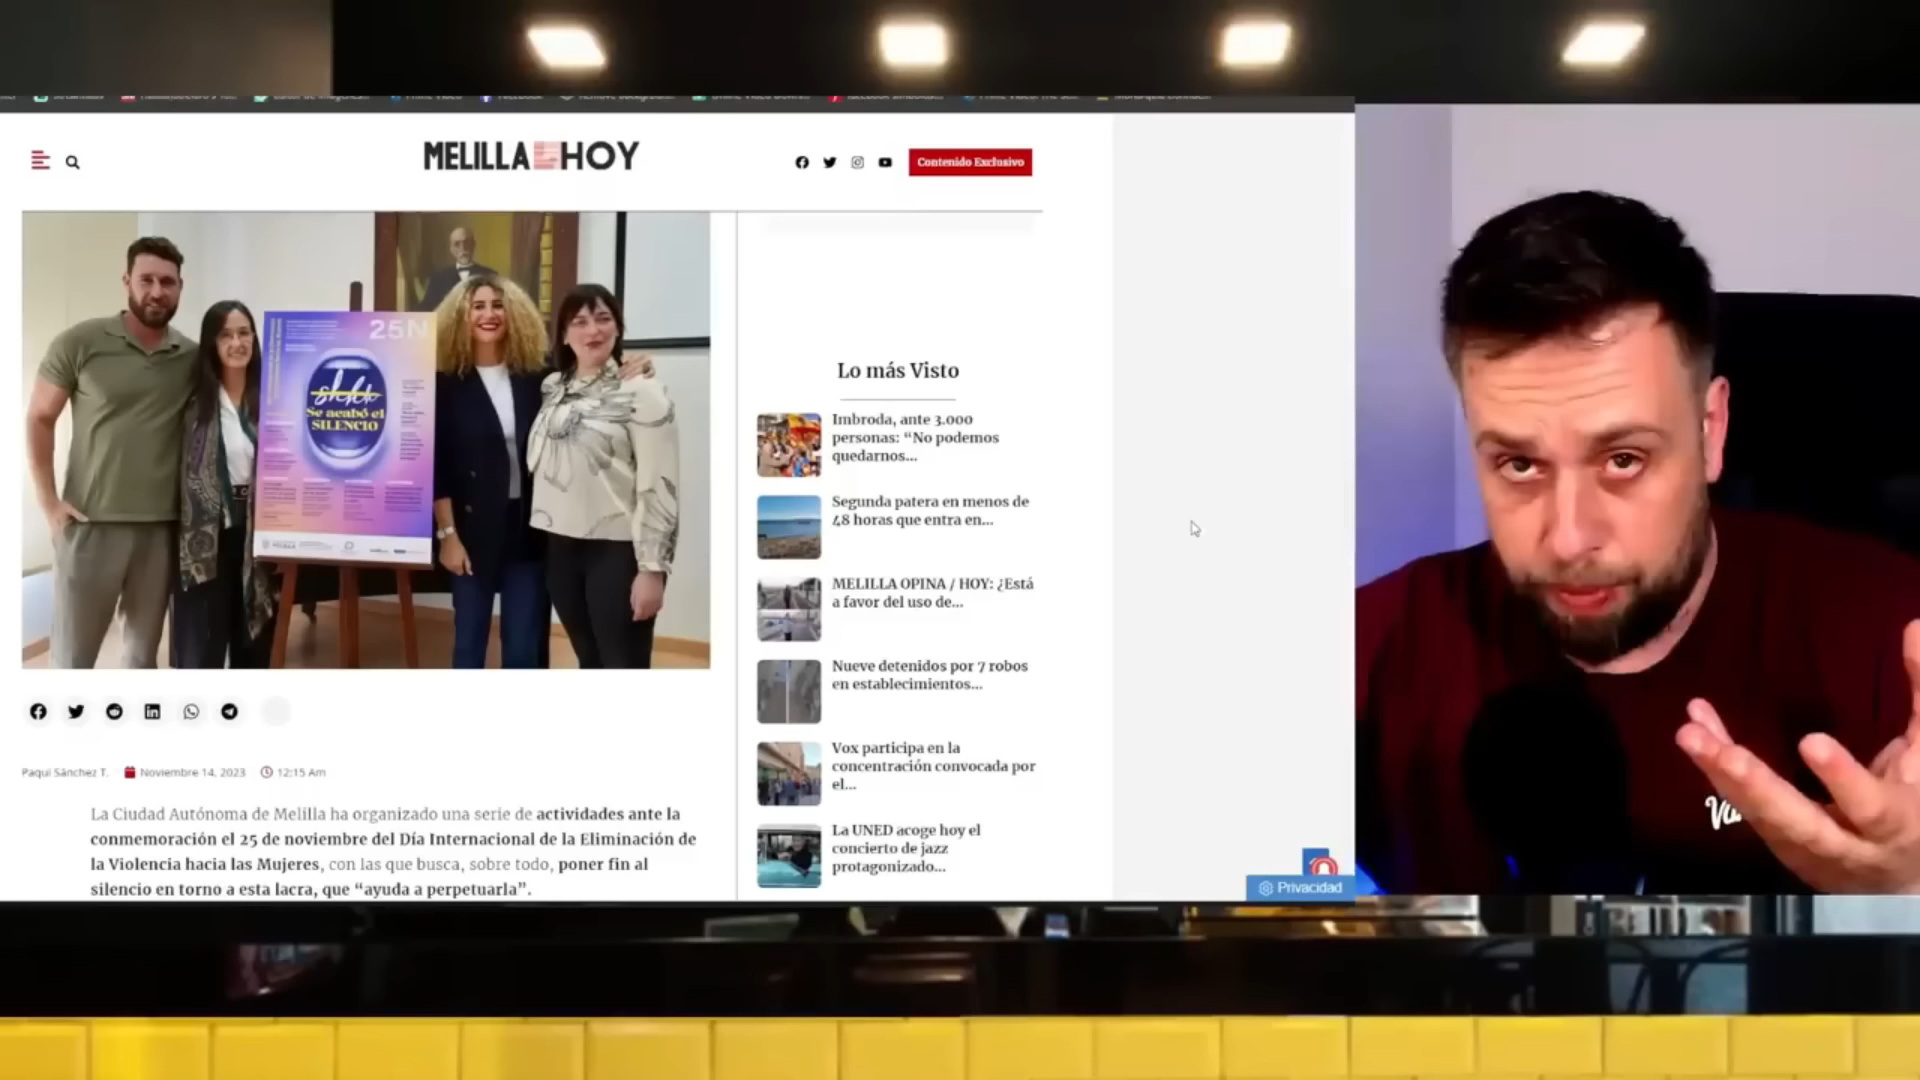 MELILLA HOY
Contenido Exclusivo
25N
shhh
Se acabó el
SILENCIO
Lo más Visto
Imbroda, ante 3.000
personas: “No podemos
quedarnos...
Segunda patera en menos de
48 horas que entra en...
MELILLA OPINA / HOY: ¿Está
a favor del uso de...
Nueve detenidos por 7 robos
en establecimientos...
Vox participa en la
concentración convocada por
el...
La UNED acoge hoy el
concierto de jazz
protagonizado...
Paqui Sánchez T. Noviembre 14, 2023 12:15 Am
La Ciudad Autónoma de Melilla ha organizado una serie de actividades ante la
conmemoración el 25 de noviembre del Día Internacional de la Eliminación de
la Violencia hacia las Mujeres, con las que busca, sobre todo, poner fin al
silencio en torno a esta lacra, que “ayuda a perpetuarla”.
Privacidad